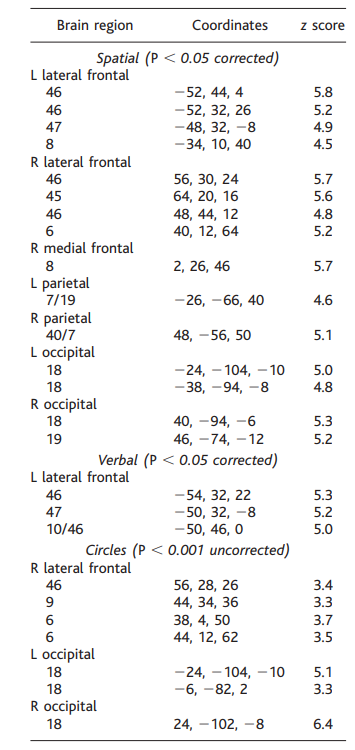 Brain region Coordinates z score
Spatial (P < 0.05 corrected)
L lateral frontal
46 −52, 44, 4 5.8
46 −52, 32, 26 5.2
47 −48, 32, −8 4.9
8 −34, 10, 40 4.5
R lateral frontal
46 56, 30, 24 5.7
45 64, 20, 16 5.6
46 48, 44, 12 4.8
6 40, 12, 64 5.2
R medial frontal
8 2, 26, 46 5.7
L parietal
7/19 −26, −66, 40 4.6
R parietal
40/7 48, −56, 50 5.1
L occipital
18 −24, −104, −10 5.0
18 −38, −94, −8 4.8
R occipital
18 40, −94, −6 5.3
19 46, −74, −12 5.2
Verbal (P < 0.05 corrected)
L lateral frontal
46 −54, 32, 22 5.3
47 −50, 32, −8 5.2
10/46 −50, 46, 0 5.0
Circles (P < 0.001 uncorrected)
R lateral frontal
46 56, 28, 26 3.4
9 44, 34, 36 3.3
6 38, 4, 50 3.7
6 44, 12, 62 3.5
L occipital
18 −24, −104, −10 5.1
18 −6, −82, 2 3.3
R occipital
18 24, −102, −8 6.4